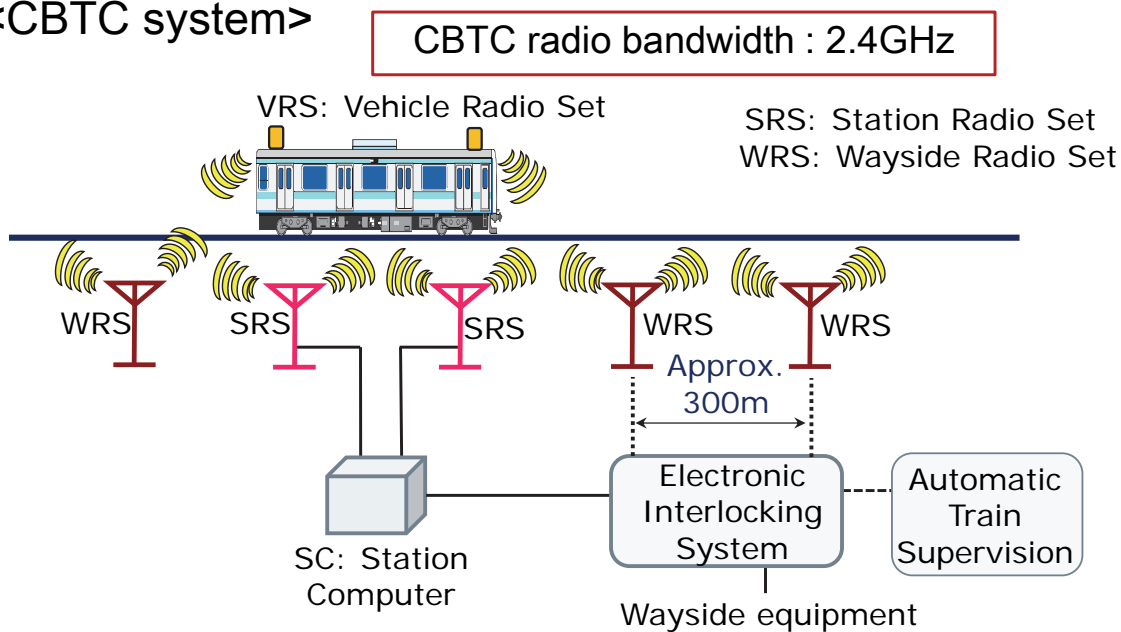 <CBTC system>
CBTC radio bandwidth : 2.4GHz
VRS: Vehicle Radio Set
SRS: Station Radio Set
WRS: Wayside Radio Set
WRS
SRS
SRS
WRS
WRS
Approx.
300m
Electronic
Interlocking
System
Automatic
Train
Supervision
SC: Station
Computer
Wayside equipment